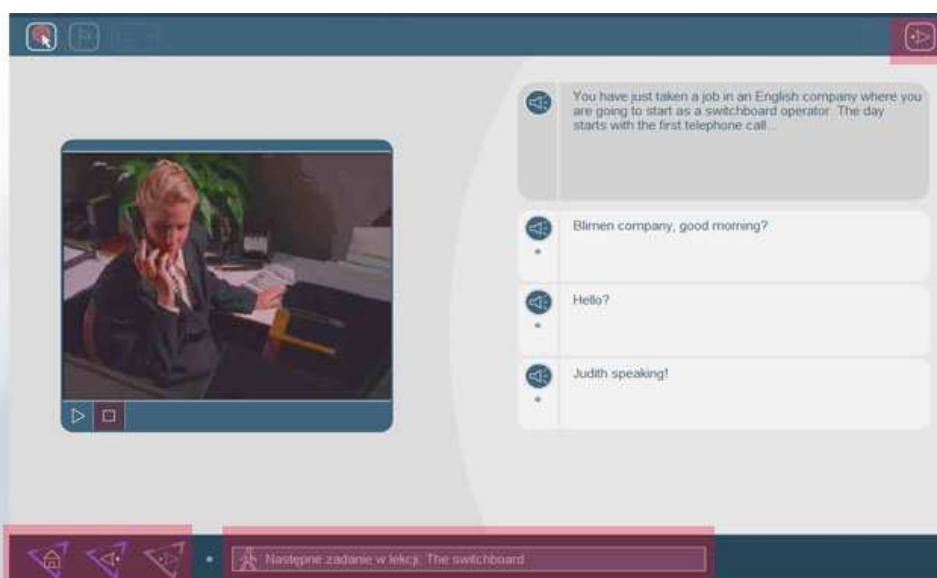 You have just taken a job in an English company where you
are going to start as a switchboard operator. The day
starts with the first telephone call...
Blimen company, good morning?
Hello?
Judith speaking!
Następne zadanie w lekcji: The switchboard